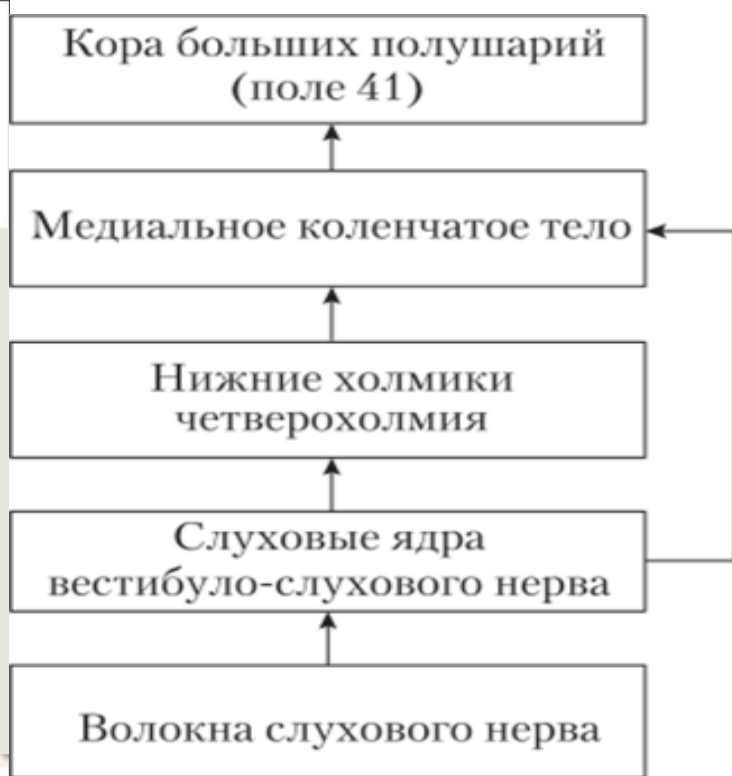 Кора больших полушарий
(поле 41)
Медиальное коленчатое тело
Нижние холмики
четверохолмия
Слуховые ядра
вестибуло-слухового нерва
Волокна слухового нерва